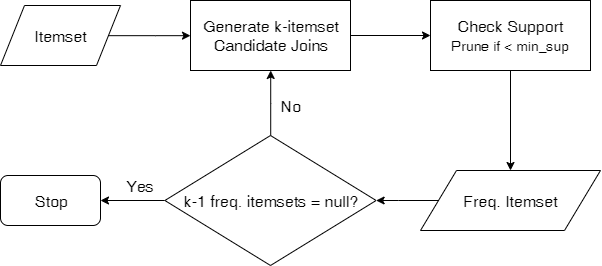 Itemset
Generate k-itemset
Candidate Joins
Check Support
Prune if < min_sup
No
Yes
Stop
k-1 freq. itemsets = null?
Freq. Itemset